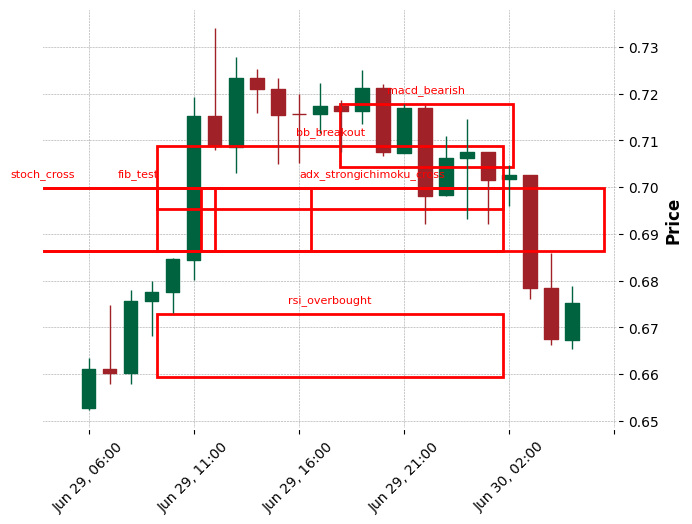 0.73
macd_bearish
0.72
bb_breakout
0.71
stoch_cross
fib_test
adx_strong
ichimoku_cross
0.70
0.69
Price
0.68
rsi_overbought
0.67
0.66
0.65
Jun 29, 06:00
Jun 29, 11:00
Jun 29, 16:00
Jun 29, 21:00
Jun 30, 02:00